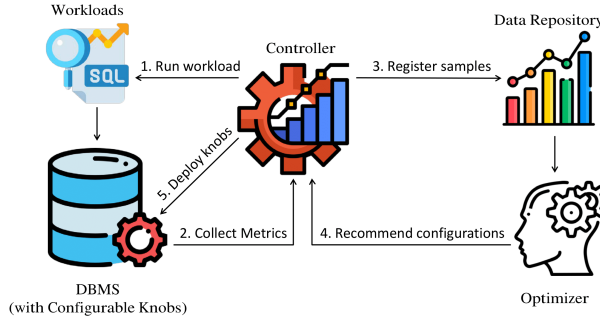 Workloads
Data Repository
Controller
SQL
1. Run workload
3. Register samples
5. Deploy knobs
2. Collect Metrics
4. Recommend configurations
DBMS
(with Configurable Knobs)
Optimizer